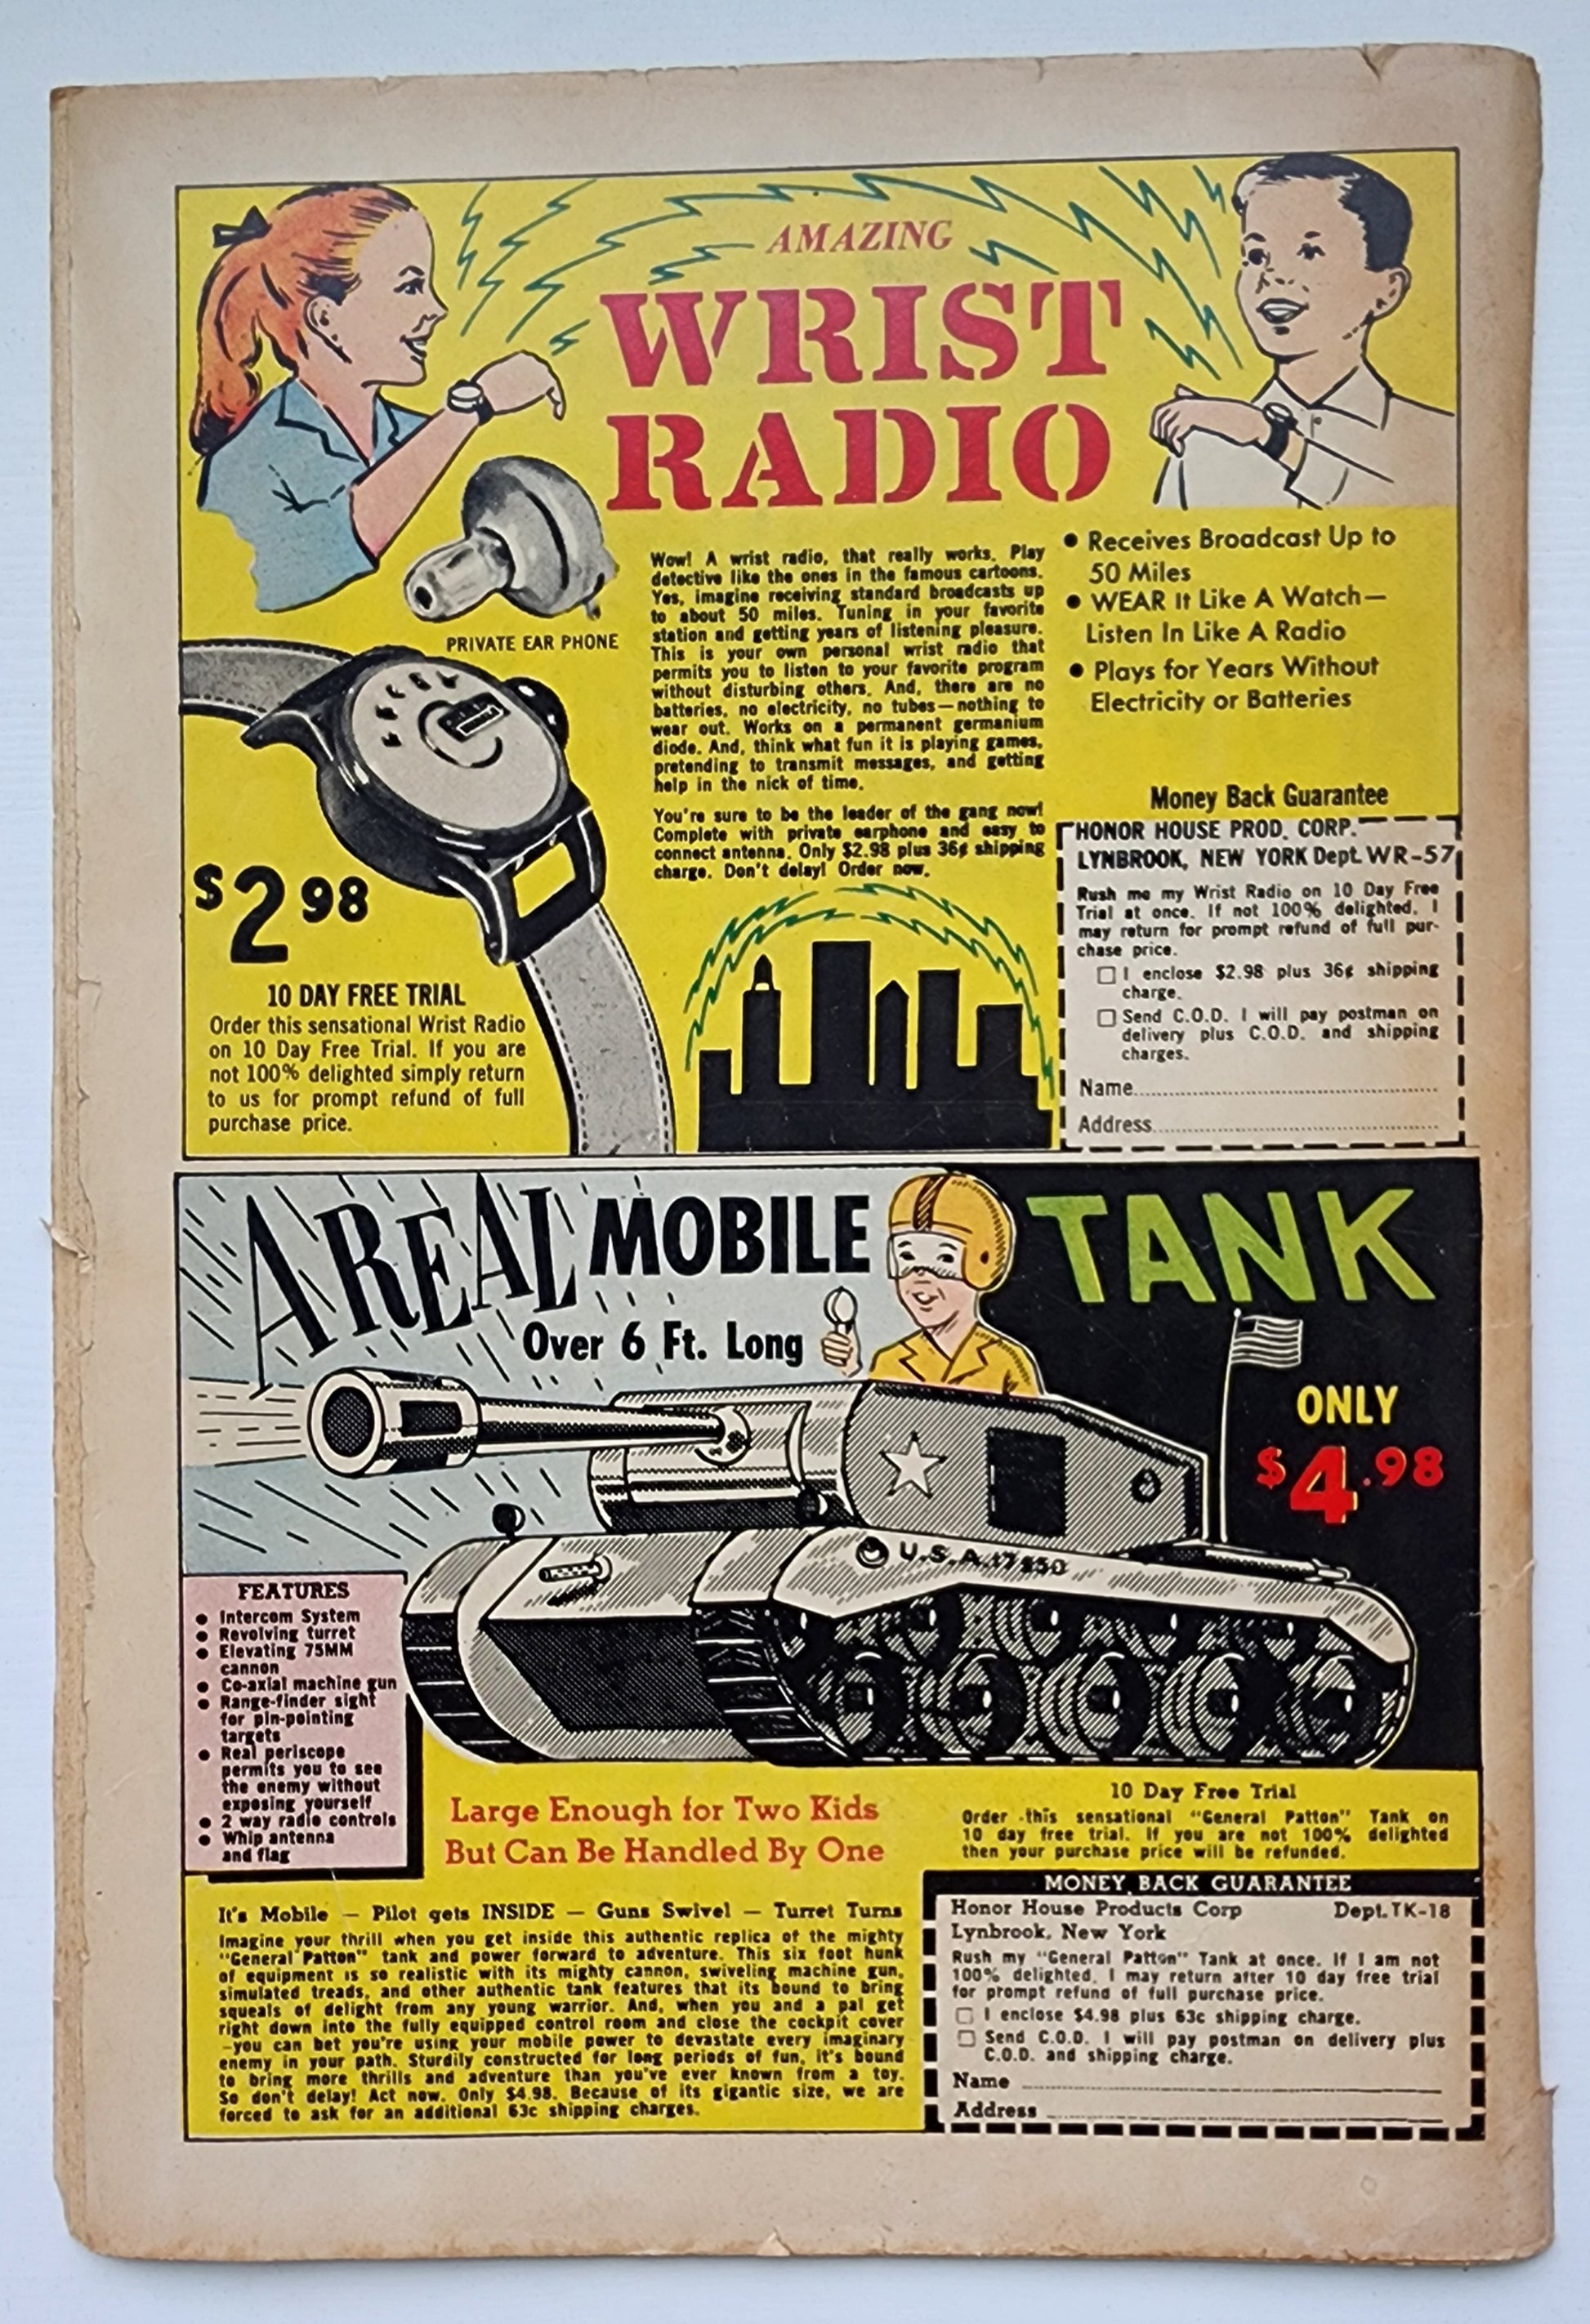 AMAZING
WRIST
RADIO
PRIVATE EAR PHONE
Wow! A wrist radio, that really works. Play
detective like the ones in the famous cartoons.
Yes, imagine receiving standard broadcasts up
to about 50 miles. Tuning in your favorite
station and getting years of listening pleasure.
This is your own personal wrist radio that
permits you to listen to your favorite program
without disturbing others. And, there are no
batteries, no electricity, no tubes—nothing to
wear out. Works on a permanent germanium
diode. And, think what fun it is playing games,
pretending to transmit messages, and getting
help in the nick of time.
You're sure to be the leader of the gang now!
Complete with private earphone and easy to
connect antenna. Only $2.98 plus 36¢ shipping
charge. Don't delay! Order now.
● Receives Broadcast Up to
50 Miles
● WEAR It Like A Watch—
Listen In Like A Radio
● Plays for Years Without
Electricity or Batteries
$2.98
10 DAY FREE TRIAL
Order this sensational Wrist Radio
on 10 Day Free Trial. If you are
not 100% delighted simply return
to us for prompt refund of full
purchase price.
Money Back Guarantee
HONOR HOUSE PROD. CORP.
LYNBROOK, NEW YORK Dept. WR-57
Rush me my Wrist Radio on 10 Day Free
Trial at once. If not 100% delighted, I
may return for prompt refund of full pur-
chase price.
☐ I enclose $2.98 plus 36¢ shipping
charge.
☐ Send C.O.D. I will pay postman on
delivery plus C.O.D. and shipping
charges.
Name
Address
A REAL MOBILE TANK
Over 6 Ft. Long
ONLY
$4.98
U.S.A.
FEATURES
● Intercom System
● Revolving turret
● Elevating 75MM
cannon
● Co-axial machine gun
● Range-finder sight
for pin-pointing
targets
● Real periscope
permits you to see
the enemy without
exposing yourself
● 2 way radio controls
● Whip antenna
and flag
Large Enough for Two Kids
But Can Be Handled By One
10 Day Free Trial
Order this sensational "General Patton" Tank on
10 day free trial. If you are not 100% delighted
then your purchase price will be refunded.
It's Mobile — Pilot gets INSIDE — Guns Swivel — Turret Turns
Imagine your thrill when you get inside this authentic replica of the mighty
"General Patton" tank and power forward to adventure. This six foot hunk
of equipment is so realistic with its mighty cannon, swiveling machine gun,
simulated treads, and other authentic tank features that its bound to bring
squeals of delight from any young warrior. And, when you and a pal get
right down into the fully equipped control room and close the cockpit cover
—you can bet you're using your mobile power to devastate every imaginary
enemy in your path. Sturdily constructed for long periods of fun, it's bound
to bring more thrills and adventure than you've ever known from a toy.
So don't delay! Act now. Only $4.98. Because of its gigantic size, we are
forced to ask for an additional 63c shipping charges.
MONEY BACK GUARANTEE
Honor House Products Corp Dept. TK-18
Lynbrook, New York
Rush my "General Patton" Tank at once. If I am not
100% delighted, I may return after 10 day free trial
for prompt refund of full purchase price.
☐ I enclose $4.98 plus 63c shipping charge.
☐ Send C.O.D. I will pay postman on delivery plus
C.O.D. and shipping charge.
Name
Address